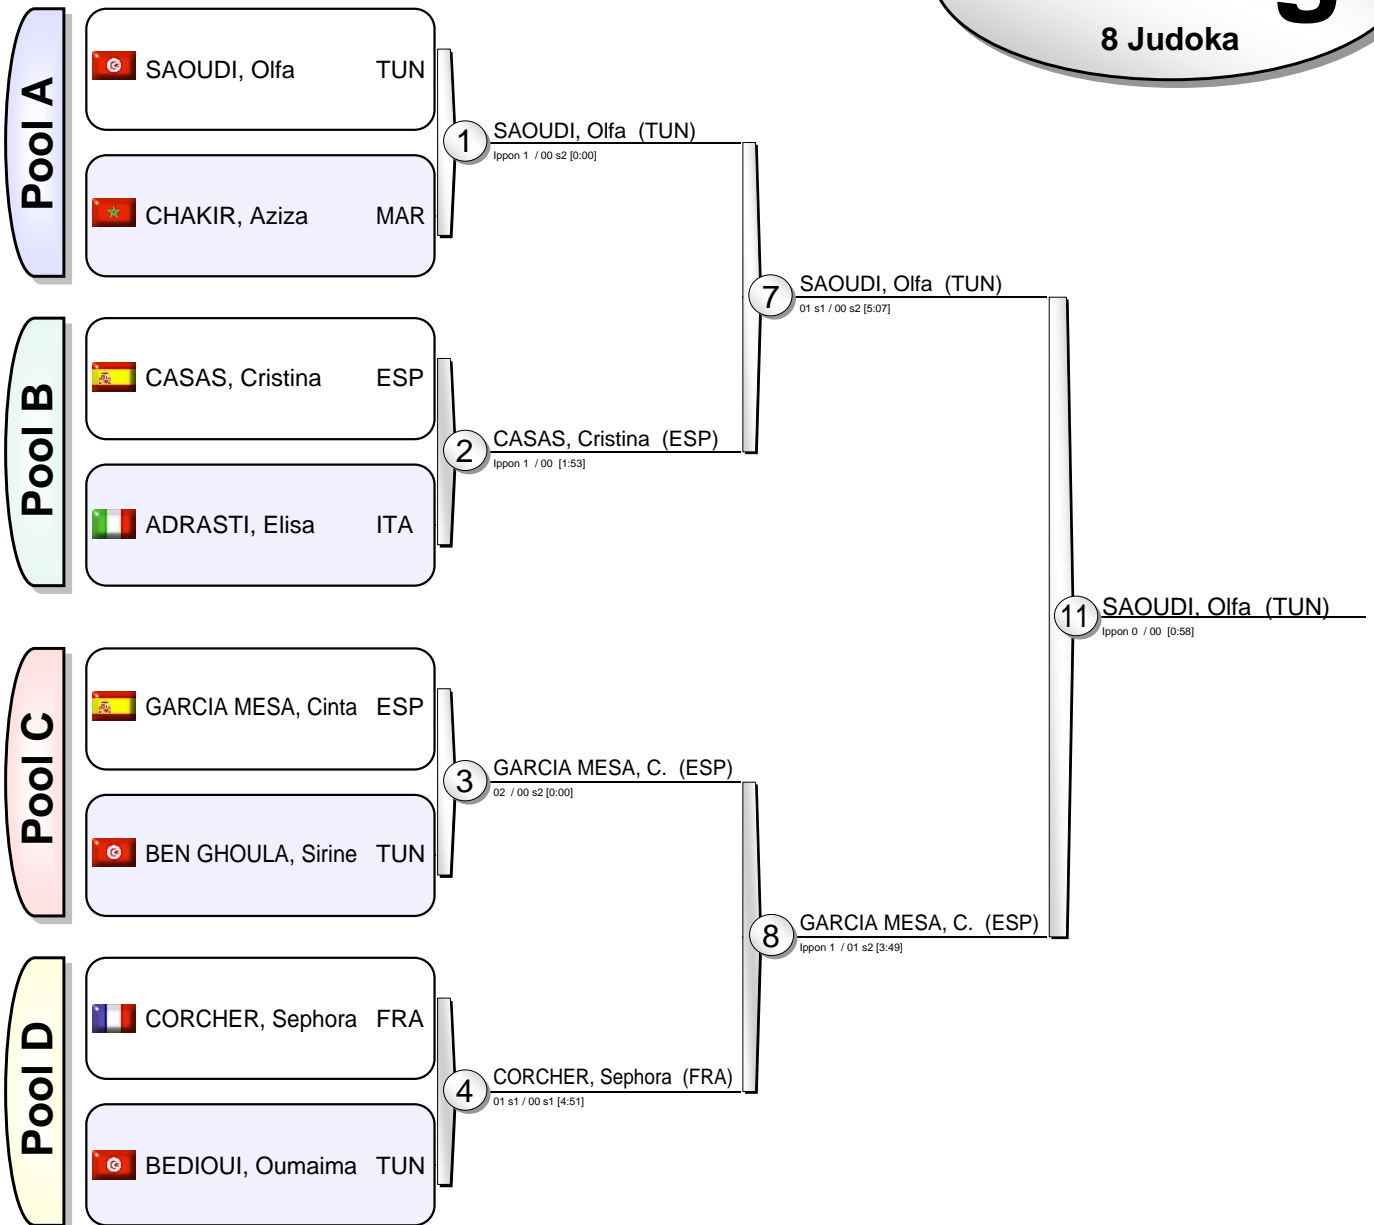 8 Judoka
Pool A
SAOUDI, Olfa TUN
CHAKIR, Aziza MAR
1
SAOUDI, Olfa (TUN)
Ippon 1 / 00 s2 [0:00]
Pool B
CASAS, Cristina ESP
ADRASTI, Elisa ITA
2
CASAS, Cristina (ESP)
Ippon 1 / 00 [1:53]
7
SAOUDI, Olfa (TUN)
01 s1 / 00 s2 [5:07]
Pool C
GARCIA MESA, Cinta ESP
BEN GHOULA, Sirine TUN
3
GARCIA MESA, C. (ESP)
02 / 00 s2 [0:00]
Pool D
CORCHER, Sephora FRA
BEDIOUI, Oumaima TUN
4
CORCHER, Sephora (FRA)
01 s1 / 00 s1 [4:51]
8
GARCIA MESA, C. (ESP)
Ippon 1 / 01 s2 [3:49]
11
SAOUDI, Olfa (TUN)
Ippon 0 / 00 [0:58]